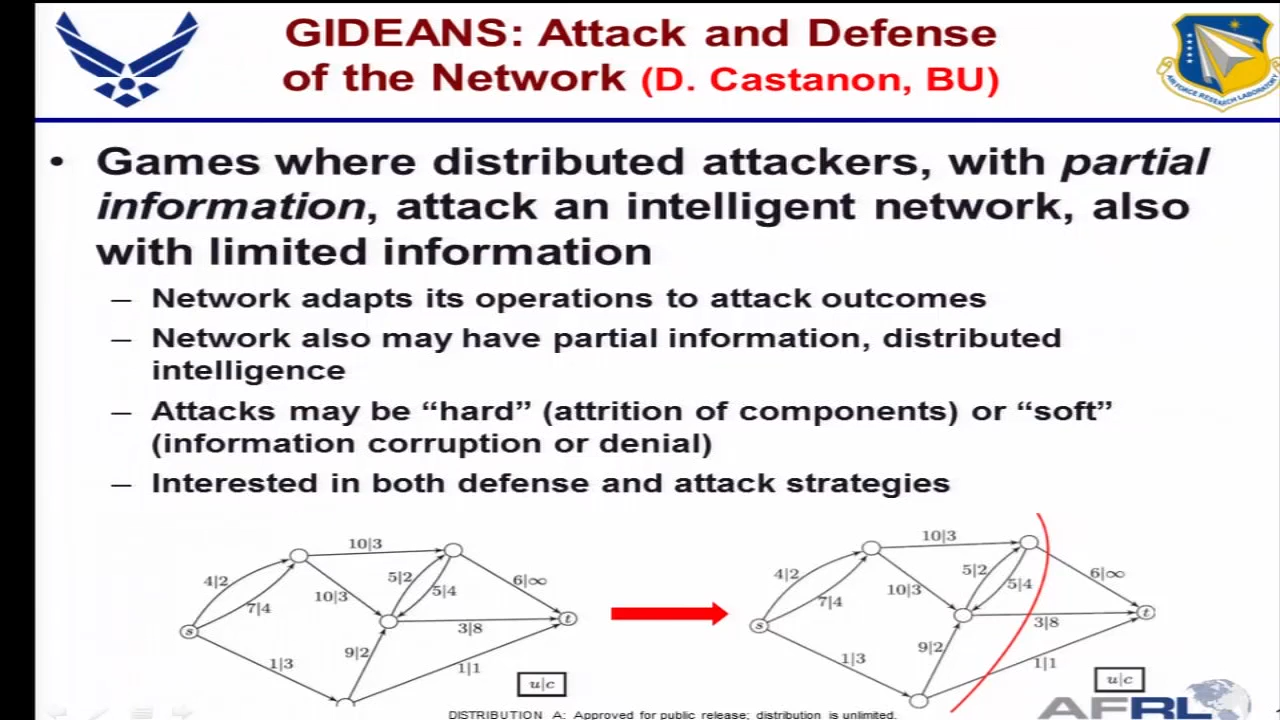 GIDEANS: Attack and Defense
of the Network (D. Castanon, BU)
AIR FORCE RESEARCH LABORATORY
• Games where distributed attackers, with partial
information, attack an intelligent network, also
with limited information
– Network adapts its operations to attack outcomes
– Network also may have partial information, distributed
intelligence
– Attacks may be “hard” (attrition of components) or “soft”
(information corruption or denial)
– Interested in both defense and attack strategies
10|3
4|2
7|4
10|3
5|2
5|4
6|∞
s
t
3|8
1|3
9|2
1|1
u|c
10|3
4|2
7|4
10|3
5|2
5|4
6|∞
s
t
3|8
1|3
9|2
1|1
u|c
AFRL
DISTRIBUTION A: Approved for public release; distribution is unlimited.